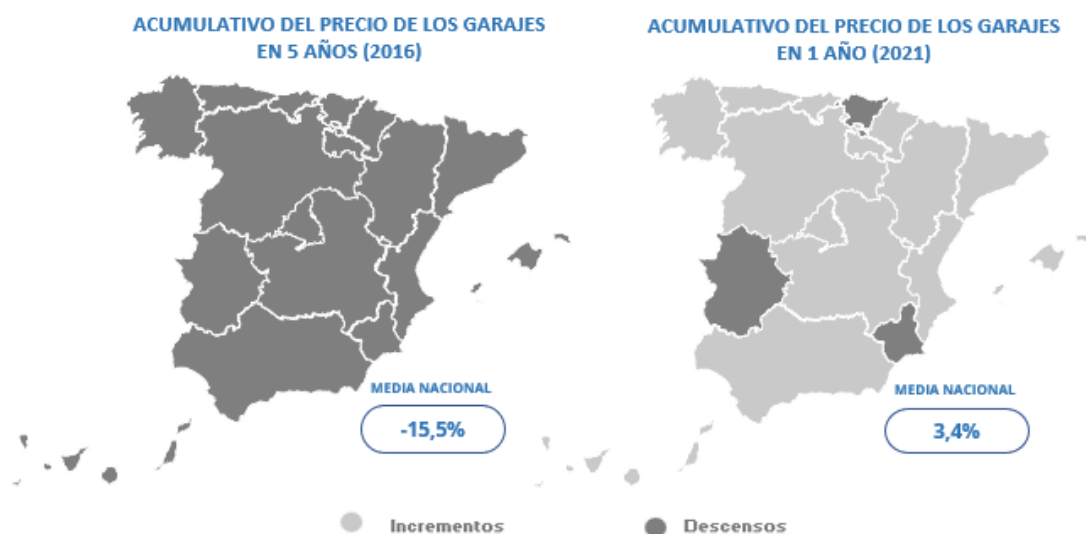 ACUMULATIVO DEL PRECIO DE LOS GARAJES
EN 5 AÑOS (2016)
MEDIA NACIONAL
-15,5%
ACUMULATIVO DEL PRECIO DE LOS GARAJES
EN 1 AÑO (2021)
MEDIA NACIONAL
3,4%
Incrementos
Descensos